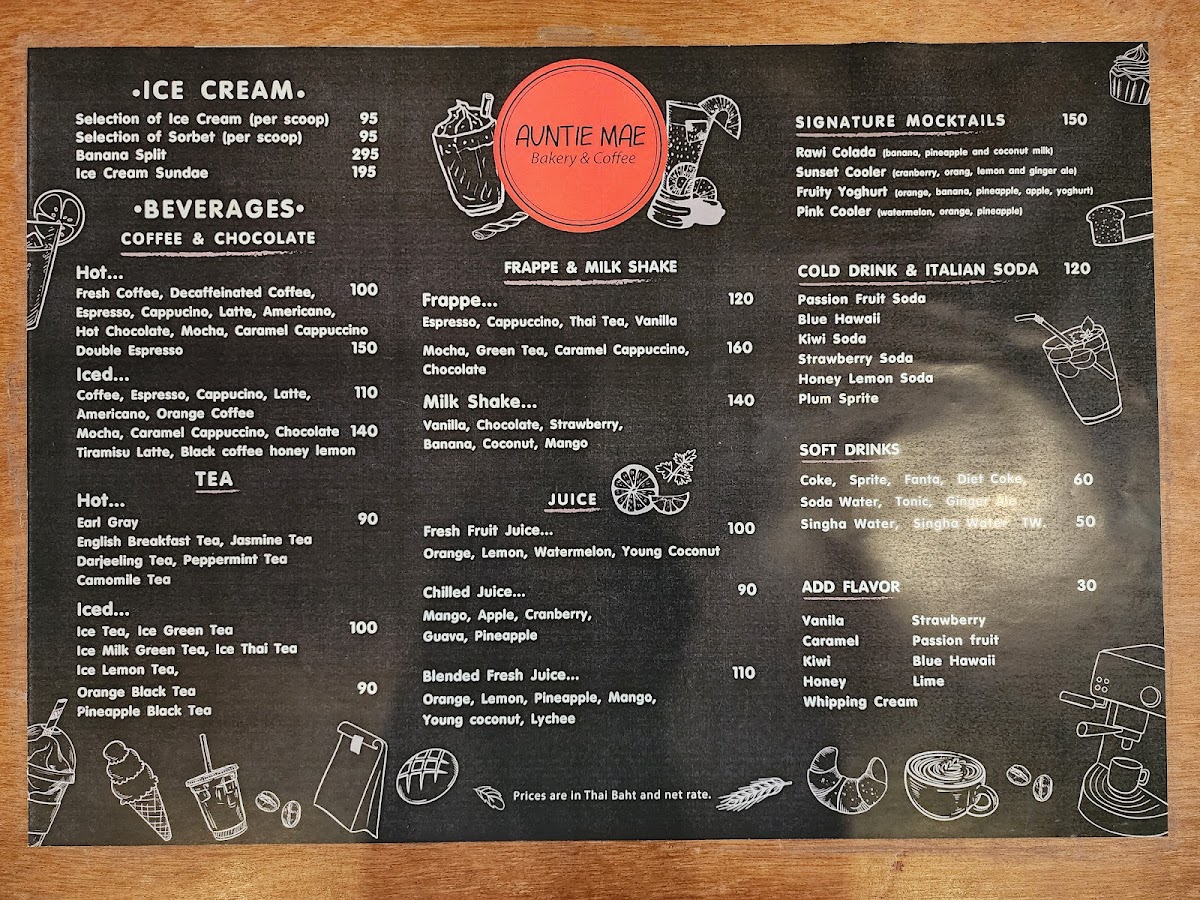 •ICE CREAM•
Selection of Ice Cream (per scoop) 95
Selection of Sorbet (per scoop) 95
Banana Split 295
Ice Cream Sundae 195
•BEVERAGES•
COFFEE & CHOCOLATE
Hot...
Fresh Coffee, Decaffeinated Coffee, 100
Espresso, Cappucino, Latte, Americano,
Hot Chocolate, Mocha, Caramel Cappuccino
Double Espresso 150
Iced...
Coffee, Espresso, Cappucino, Latte, 110
Americano, Orange Coffee
Mocha, Caramel Cappuccino, Chocolate 140
Tiramisu Latte, Black coffee honey lemon
TEA
Hot...
Earl Gray 90
English Breakfast Tea, Jasmine Tea
Darjeeling Tea, Peppermint Tea
Camomile Tea
Iced...
Ice Tea, Ice Green Tea 100
Ice Milk Green Tea, Ice Thai Tea
Ice Lemon Tea,
Orange Black Tea 90
Pineapple Black Tea
AUNTIE MAE
Bakery & Coffee
FRAPPE & MILK SHAKE
Frappe... 120
Espresso, Cappuccino, Thai Tea, Vanilla
Mocha, Green Tea, Caramel Cappuccino, 160
Chocolate
Milk Shake... 140
Vanilla, Chocolate, Strawberry,
Banana, Coconut, Mango
JUICE
Fresh Fruit Juice... 100
Orange, Lemon, Watermelon, Young Coconut
Chilled Juice... 90
Mango, Apple, Cranberry,
Guava, Pineapple
Blended Fresh Juice... 110
Orange, Lemon, Pineapple, Mango,
Young coconut, Lychee
Prices are in Thai Baht and net rate.
SIGNATURE MOCKTAILS 150
Rawi Colada (banana, pineapple and coconut milk)
Sunset Cooler (cranberry, orang, lemon and ginger ale)
Fruity Yoghurt (orange, banana, pineapple, apple, yoghurt)
Pink Cooler (watermelon, orange, pineapple)
COLD DRINK & ITALIAN SODA 120
Passion Fruit Soda
Blue Hawaii
Kiwi Soda
Strawberry Soda
Honey Lemon Soda
Plum Sprite
SOFT DRINKS
Coke, Sprite, Fanta, Diet Coke, 60
Soda Water, Tonic, Ginger Ale
Singha Water, Singha Water TW. 50
ADD FLAVOR 30
Vanila Strawberry
Caramel Passion fruit
Kiwi Blue Hawaii
Honey Lime
Whipping Cream